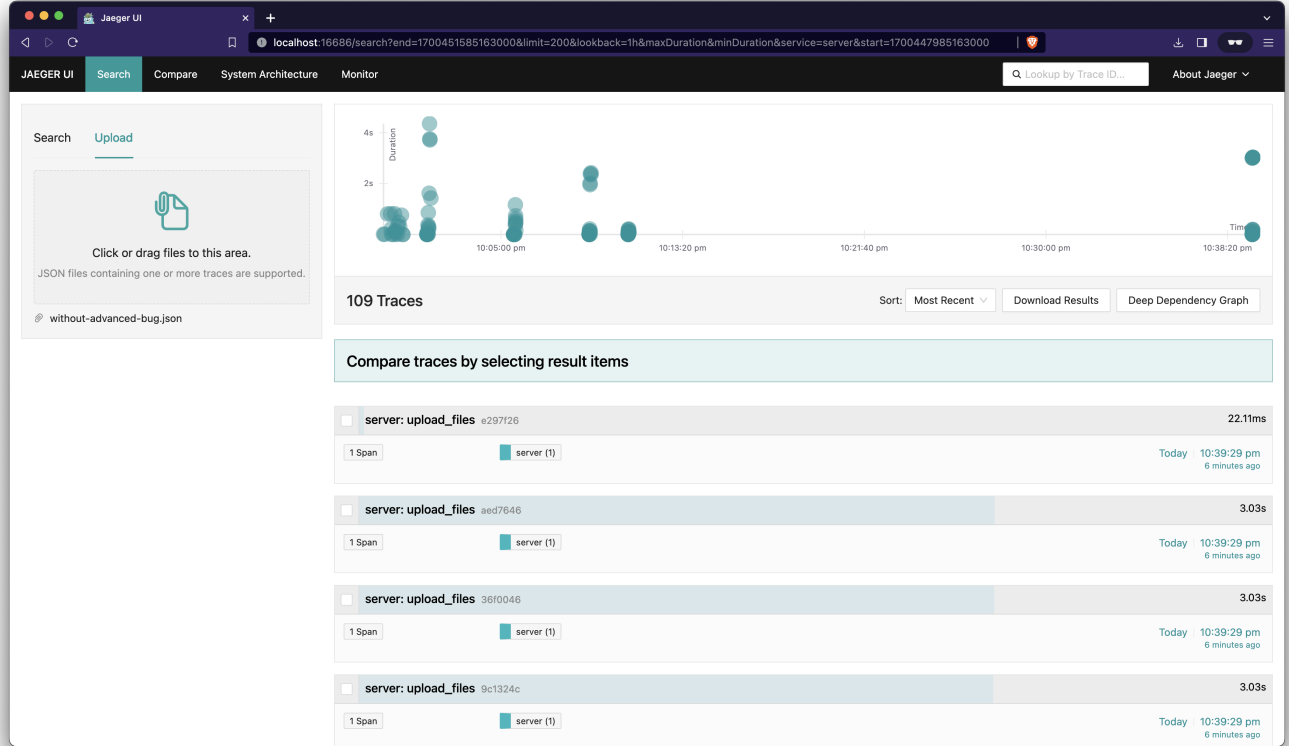 Jaeger UI
localhost:16686/search?end=1700451585163000&limit=200&lookback=1h&maxDuration&minDuration&service=server&start=1700447985163000
JAEGER UI Search Compare System Architecture Monitor Lookup by Trace ID... About Jaeger
Search Upload
Click or drag files to this area.
JSON files containing one or more traces are supported.
without-advanced-bug.json
4s
Duration
2s
Time
10:05:00 pm 10:13:20 pm 10:21:40 pm 10:30:00 pm 10:38:20 pm
109 Traces Sort: Most Recent Download Results Deep Dependency Graph
Compare traces by selecting result items
server: upload_files e297f26 22.11ms
1 Span server (1) Today 10:39:29 pm
6 minutes ago
server: upload_files aed7646 3.03s
1 Span server (1) Today 10:39:29 pm
6 minutes ago
server: upload_files 36f0046 3.03s
1 Span server (1) Today 10:39:29 pm
6 minutes ago
server: upload_files 9c1324c 3.03s
1 Span server (1) Today 10:39:29 pm
6 minutes ago